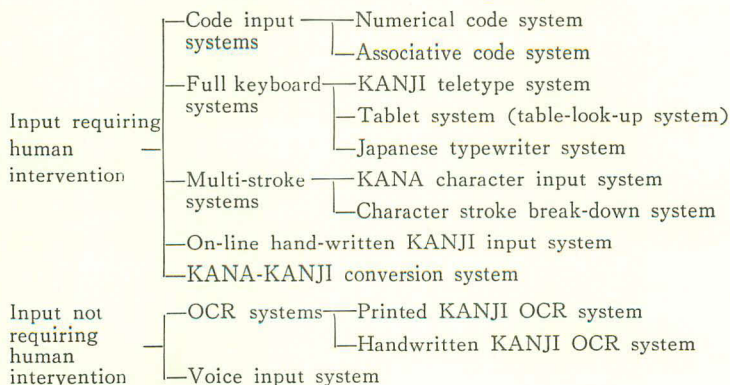 Code input systems
Numerical code system
Associative code system
Full keyboard systems
KANJI teletype system
Tablet system (table-look-up system)
Japanese typewriter system
Input requiring human intervention
Multi-stroke systems
KANA character input system
Character stroke break-down system
On-line hand-written KANJI input system
KANA-KANJI conversion system
Input not requiring human intervention
OCR systems
Printed KANJI OCR system
Handwritten KANJI OCR system
Voice input system